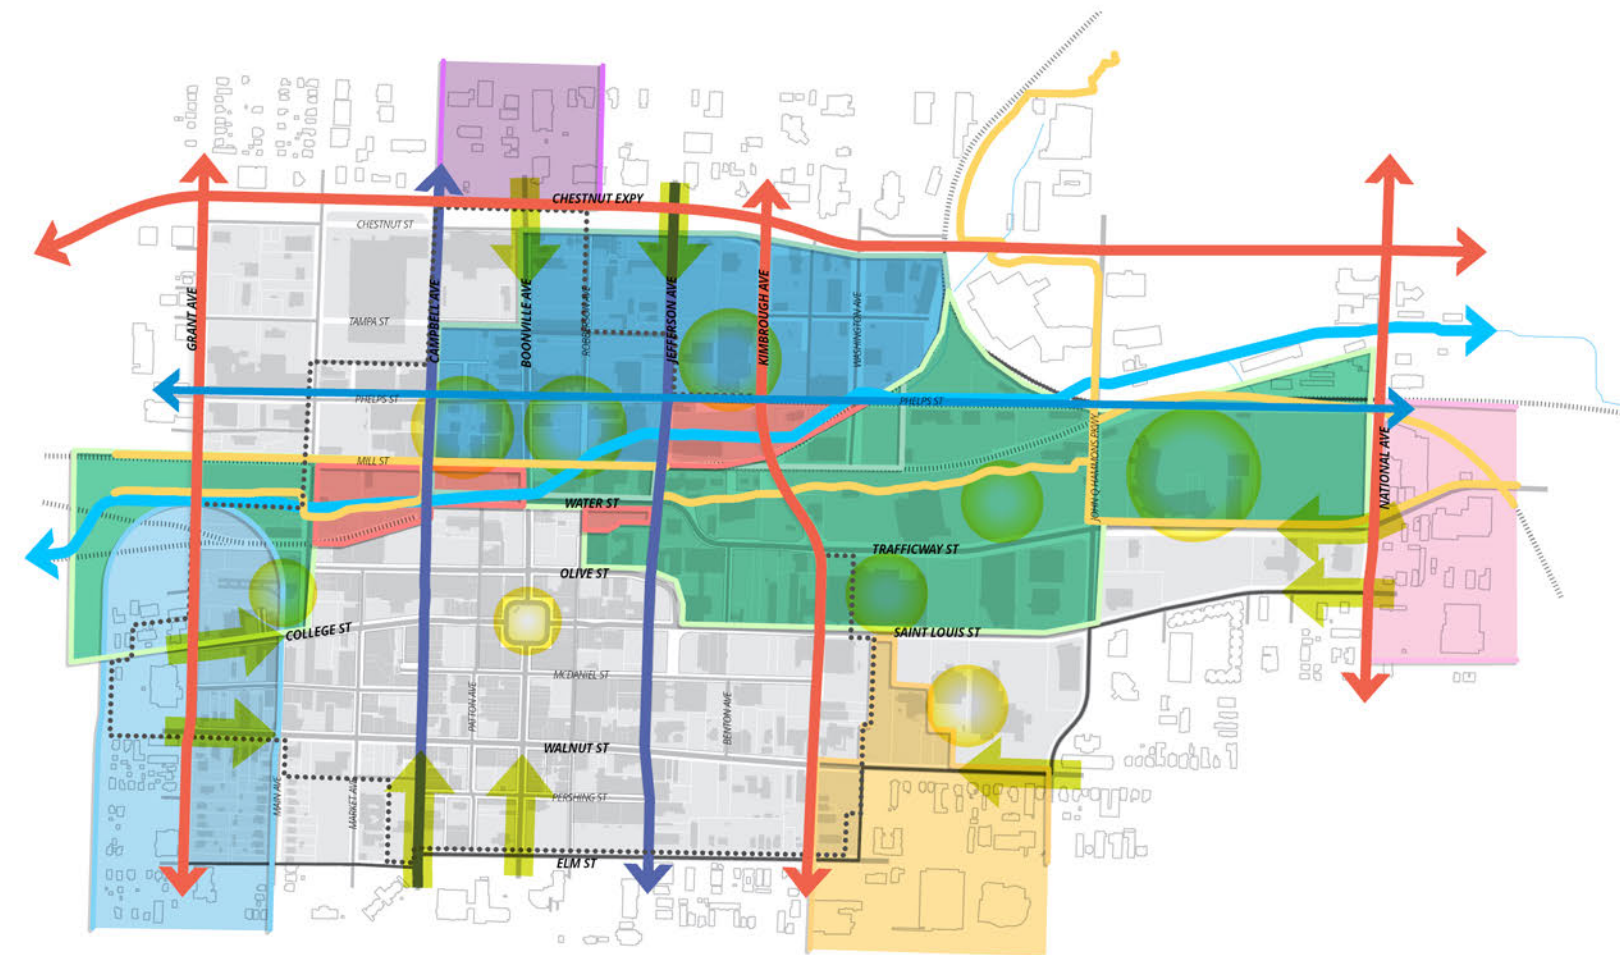 CHESTNUT EXPY
CHESTNUT ST
GRANT AVE
CAMPBELL AVE
BOONVILLE AVE
ROBBERSON AVE
JEFFERSON AVE
KIMBROUGH AVE
WASHINGTON AVE
TAMPA ST
PHELPS ST
PHELPS ST
JOHN Q HAMMONS PKWY
NATIONAL AVE
MILL ST
WATER ST
TRAFFICWAY ST
OLIVE ST
COLLEGE ST
SAINT LOUIS ST
MCDANIEL ST
PATTON AVE
BENTON AVE
WALNUT ST
MAIN AVE
MARKET AVE
PERSHING ST
ELM ST